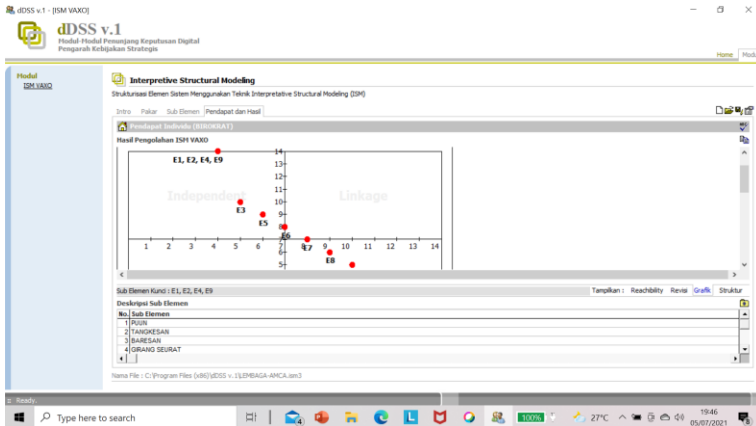 dDSS v.1 - [ISM VAXO]
dDSS v.1
Modul-Modul Penunjang Keputusan Digital
Pengarah Kebijakan Strategis
Home Modu
Modul
ISM VAXO
Interpretive Structural Modeling
Strukturisasi Elemen Sistem Menggunakan Teknik Interpretative Structural Modeling (ISM)
Intro Pakar Sub Elemen Pendapat dan Hasil
Pendapat Individu (BIROKRAT)
Hasil Pengolahan ISM VAXO
14
E1, E2, E4, E9
13
12
11
Independent Linkage
10
E3
9
E5
8
E6
1 2 3 4 5 6 7 8 9 10 11 12 13 14
E7
6
E8
5
Sub Elemen Kunci : E1, E2, E4, E9
Tampilkan : Reachibility Revisi Grafik Struktur
Deskripsi Sub Elemen
No. Sub Elemen
1 PUUN
2 TANGKESAN
3 BARESAN
4 GIRANG SEURAT
Nama File : C:\Program Files (x86)\dDSS v.1\LEMBAGA-AMCA.ism3
Ready.
Type here to search
100%
27°C
19:46
05/07/2021